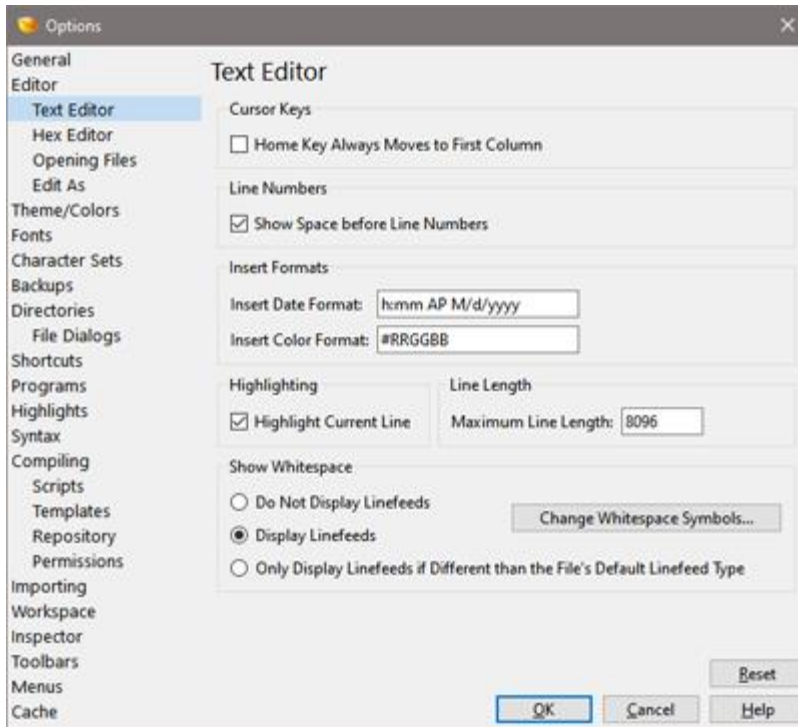 Options
General
Editor
Text Editor
Hex Editor
Opening Files
Edit As
Theme/Colors
Fonts
Character Sets
Backups
Directories
File Dialogs
Shortcuts
Programs
Highlights
Syntax
Compiling
Scripts
Templates
Repository
Permissions
Importing
Workspace
Inspector
Toolbars
Menus
Cache
Text Editor
Cursor Keys
Home Key Always Moves to First Column
Line Numbers
Show Space before Line Numbers
Insert Formats
Insert Date Format: h:mm AP M/d/yyyy
Insert Color Format: #RRGGBB
Highlighting
Highlight Current Line
Line Length
Maximum Line Length: 8096
Show Whitespace
Do Not Display Linefeeds
Display Linefeeds
Change Whitespace Symbols...
Only Display Linefeeds if Different than the File's Default Linefeed Type
Reset
OK Cancel Help